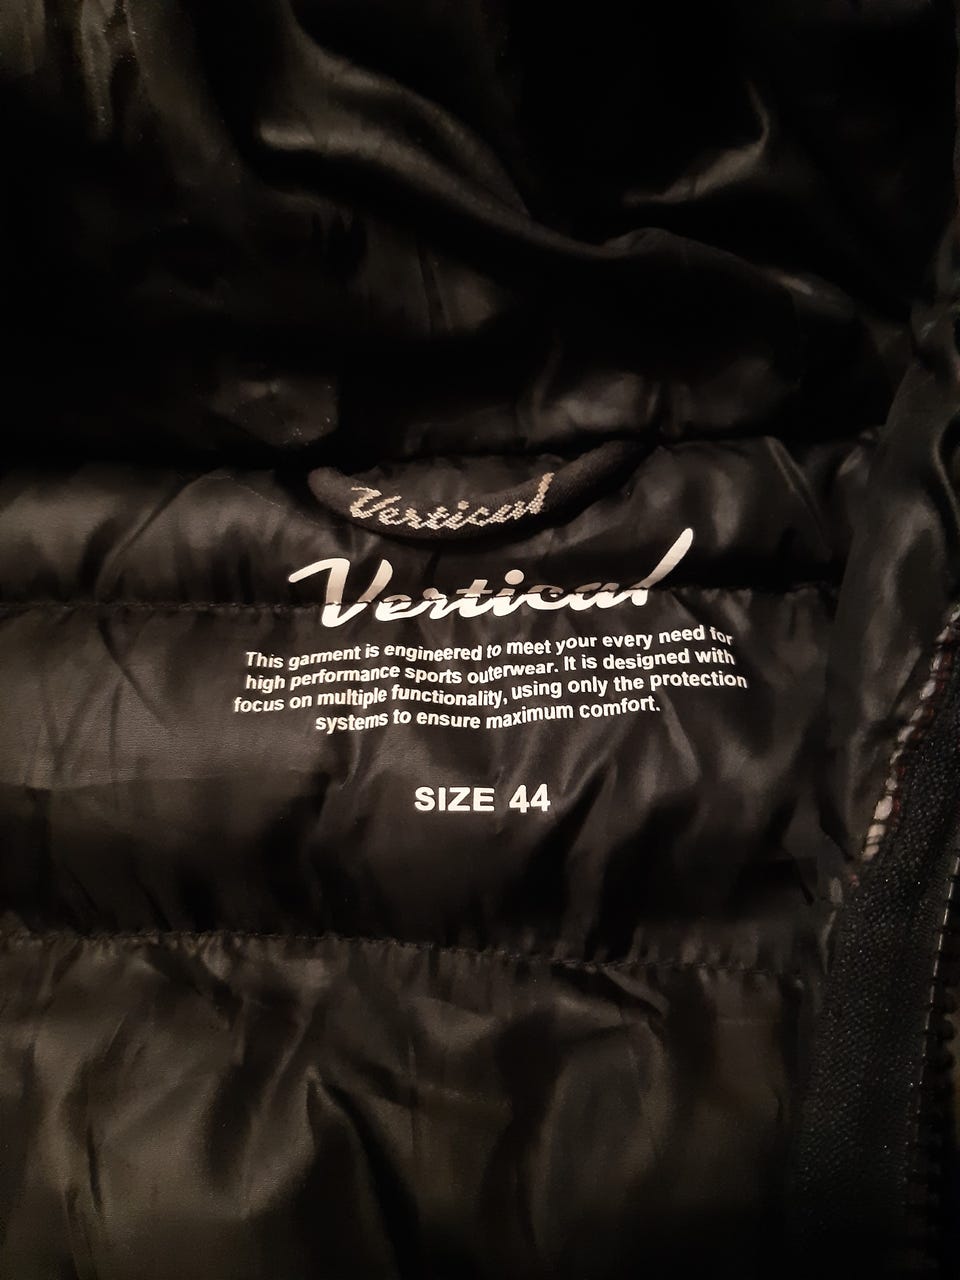 Vertical
Vertical
This garment is engineered to meet your every need for
high performance sports outerwear. It is designed with
focus on multiple functionality, using only the protection
systems to ensure maximum comfort.
SIZE 44